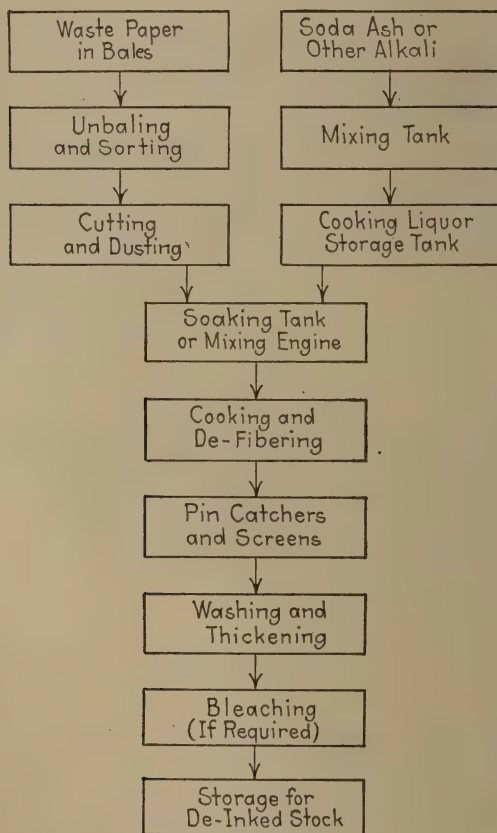 Waste Paper
in Bales
Unbaling
and Sorting
Cutting
and Dusting
Soda Ash or
Other Alkali
Mixing Tank
Cooking Liquor
Storage Tank
Soaking Tank
or Mixing Engine
Cooking and
De-Fibering
Pin Catchers
and Screens
Washing and
Thickening
Bleaching
(If Required)
Storage for
De-Inked Stock